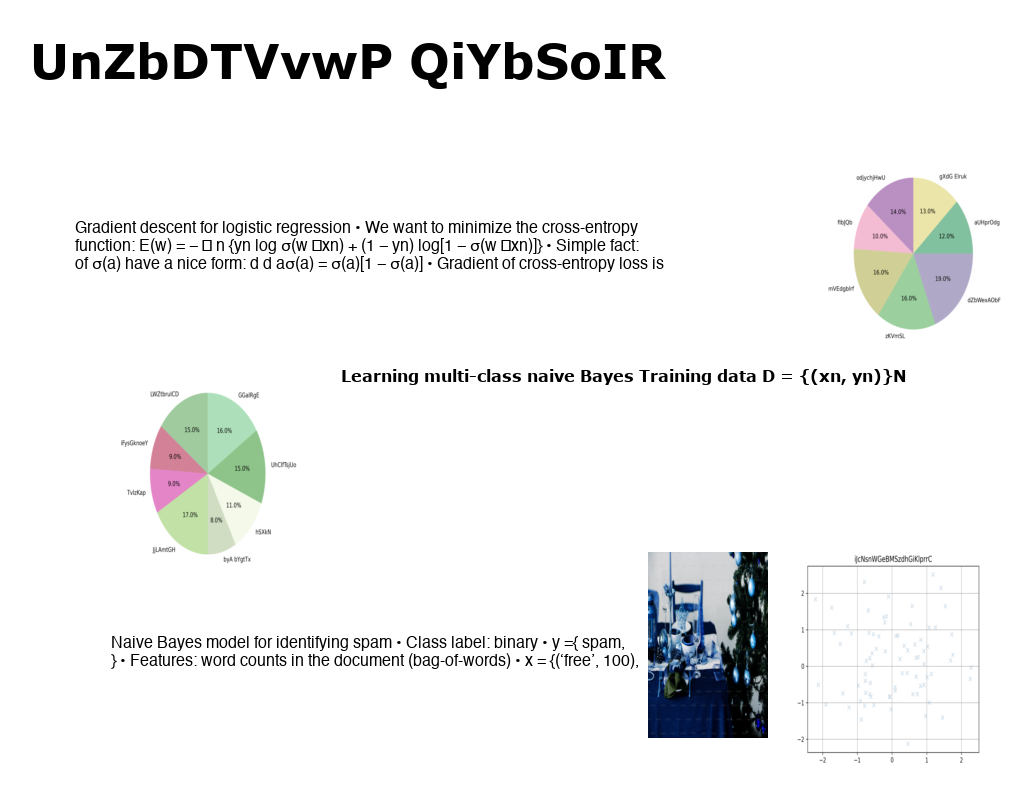 UnZbDTVvwP QiYbSoIR
Gradient descent for logistic regression • We want to minimize the cross-entropy
function: E(w) = – □ n {yn log σ(w □xn) + (1 – yn) log[1 – σ(w □xn)]} • Simple fact:
of σ(a) have a nice form: d d aσ(a) = σ(a)[1 – σ(a)] • Gradient of cross-entropy loss is
odjychjHwU
gXdG Eiruk
14.0%
13.0%
aUHprOdg
12.0%
10.0%
16.0%
19.0%
mVEdgbIrf
dZbWexAObF
16.0%
zKVmSL
Learning multi-class naive Bayes Training data D = {(xn, yn)}N
GGaIRgE
15.0%
16.0%
iFysGknoeY
9.0%
15.0%
TvIzKap
9.0%
11.0%
17.0%
8.0%
hSXkN
JjLAmtGH
byA bYgtTx
Naive Bayes model for identifying spam • Class label: binary • y ={ spam,
} • Features: word counts in the document (bag-of-words) • x = {(‘free’, 100),
2
1
0
−1
−2
−2
−1
0
1
2